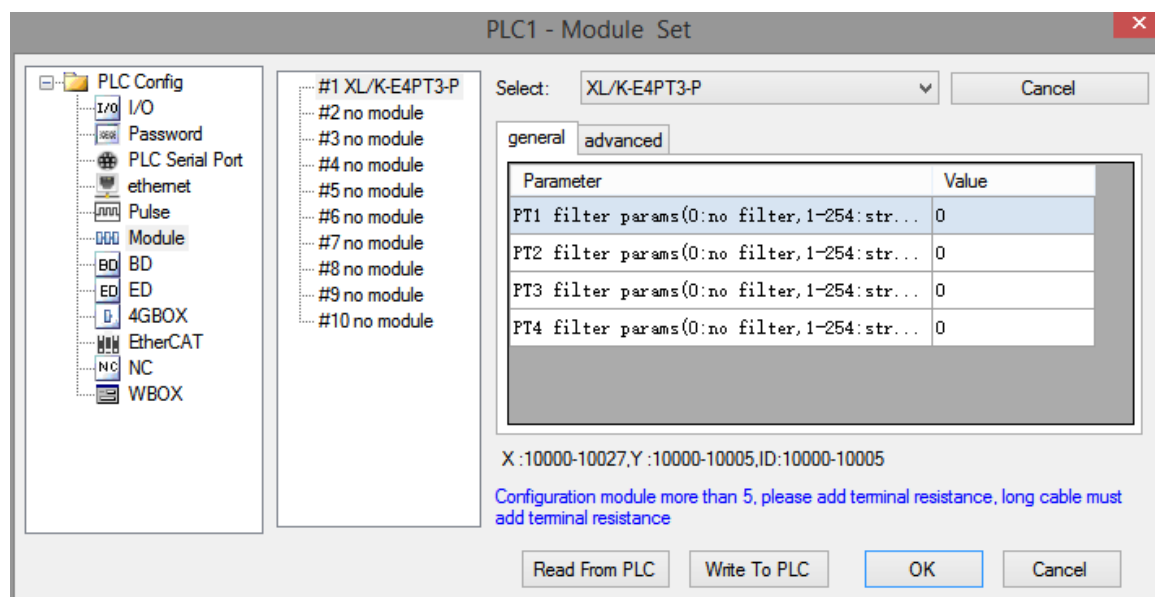 PLC1 - Module Set
PLC Config
I/O
Password
PLC Serial Port
ethernet
Pulse
Module
BD
ED
4GBOX
EtherCAT
NC
WBOX
#1 XL/K-E4PT3-P
#2 no module
#3 no module
#4 no module
#5 no module
#6 no module
#7 no module
#8 no module
#9 no module
#10 no module
Select: XL/K-E4PT3-P Cancel
general advanced
Parameter Value
PT1 filter params(0:no filter,1-254:str... 0
PT2 filter params(0:no filter,1-254:str... 0
PT3 filter params(0:no filter,1-254:str... 0
PT4 filter params(0:no filter,1-254:str... 0
X :10000-10027,Y :10000-10005,ID:10000-10005
Configuration module more than 5, please add terminal resistance, long cable must
add terminal resistance
Read From PLC Write To PLC OK Cancel